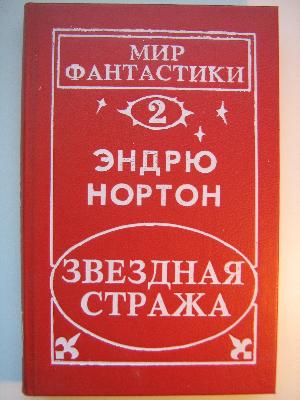 МИР
ФАНТАСТИКИ
2
ЭНДРЮ
НОРТОН
ЗВЕЗДНАЯ
СТРАЖА